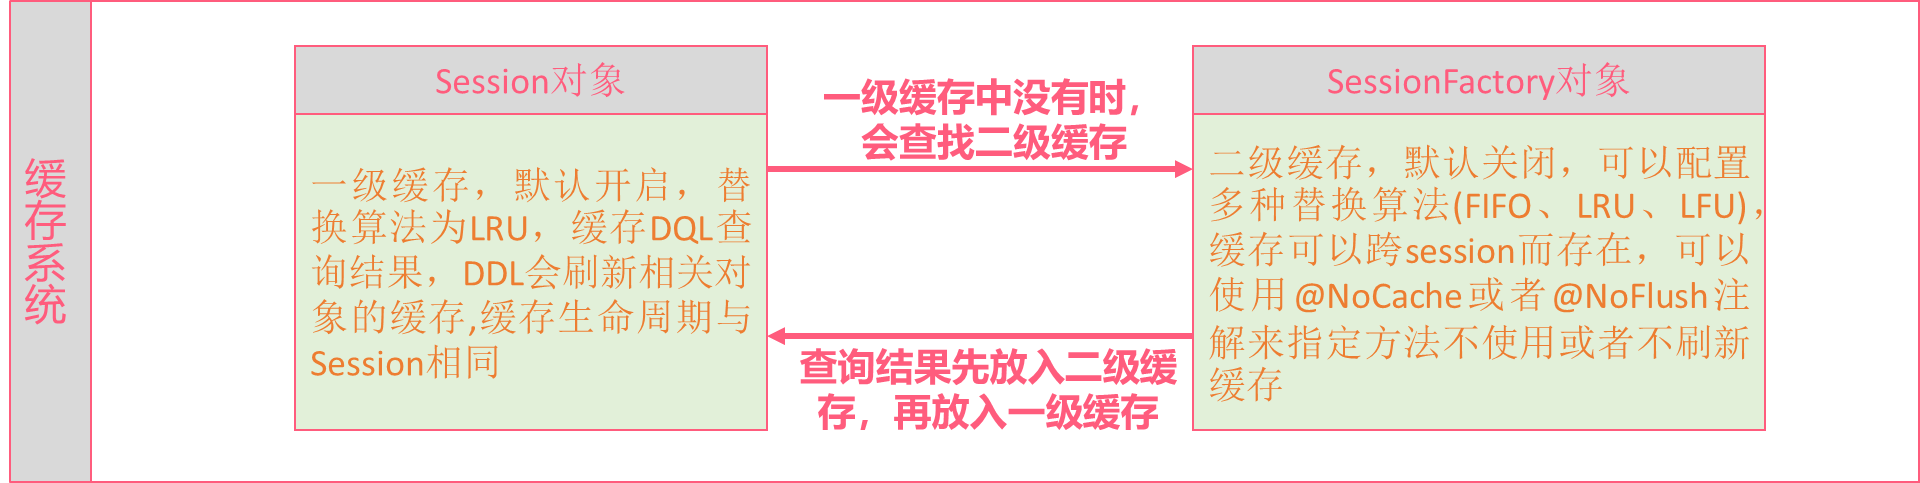 缓存系统
Session对象
一级缓存，默认开启，替
换算法为LRU，缓存DQL查
询结果，DDL会刷新相关对
象的缓存,缓存生命周期与
Session相同
一级缓存中没有时，
会查找二级缓存
查询结果先放入二级缓
存，再放入一级缓存
SessionFactory对象
二级缓存，默认关闭，可以配置
多种替换算法(FIFO、LRU、LFU)，
缓存可以跨session而存在，可以
使用@NoCache或者@NoFlush注
解来指定方法不使用或者不刷新
缓存